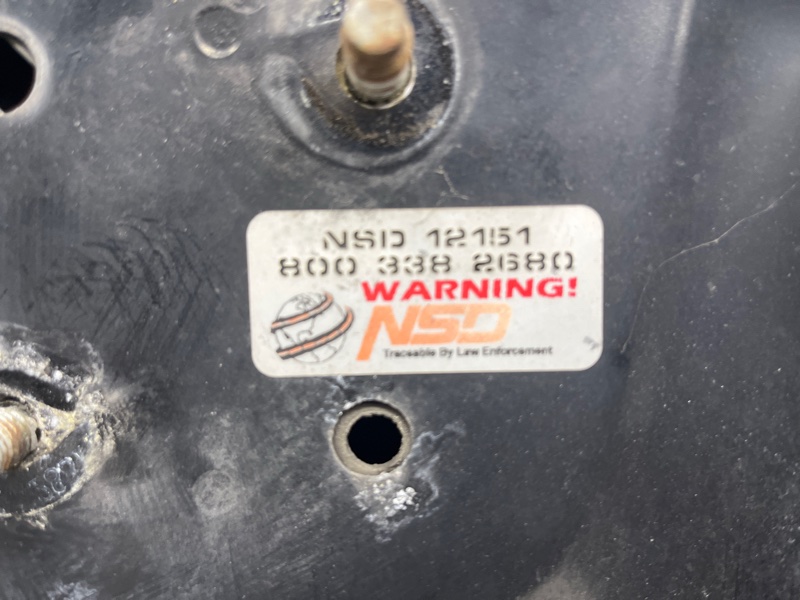 NSD 12151
800 338 2680
WARNING!
NSD
Traceable By Law Enforcement